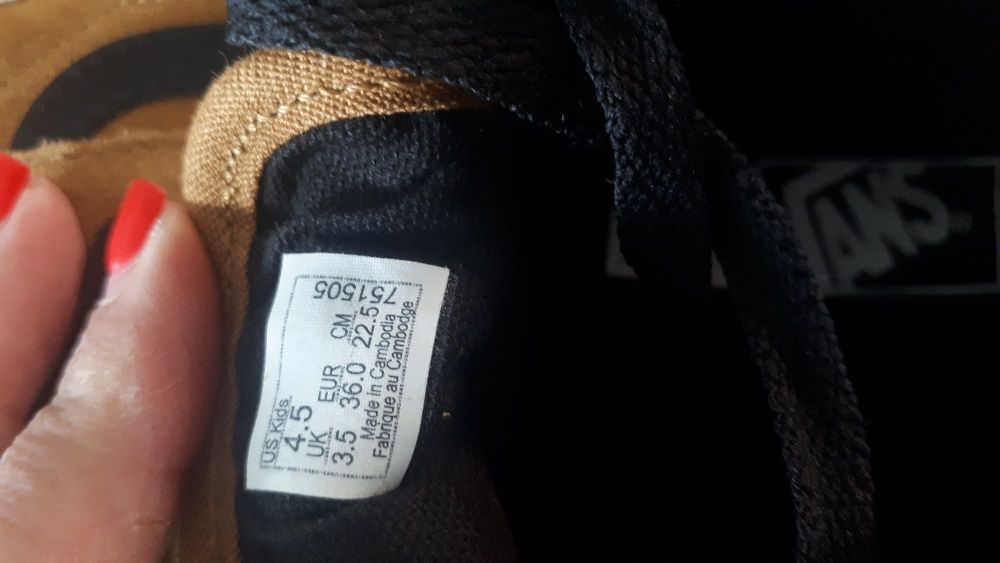 US Kids
4.5
UK EUR CM
3.5 36.0 22.5
Made in Cambodia
Fabrique au Cambodge
751505
VANS